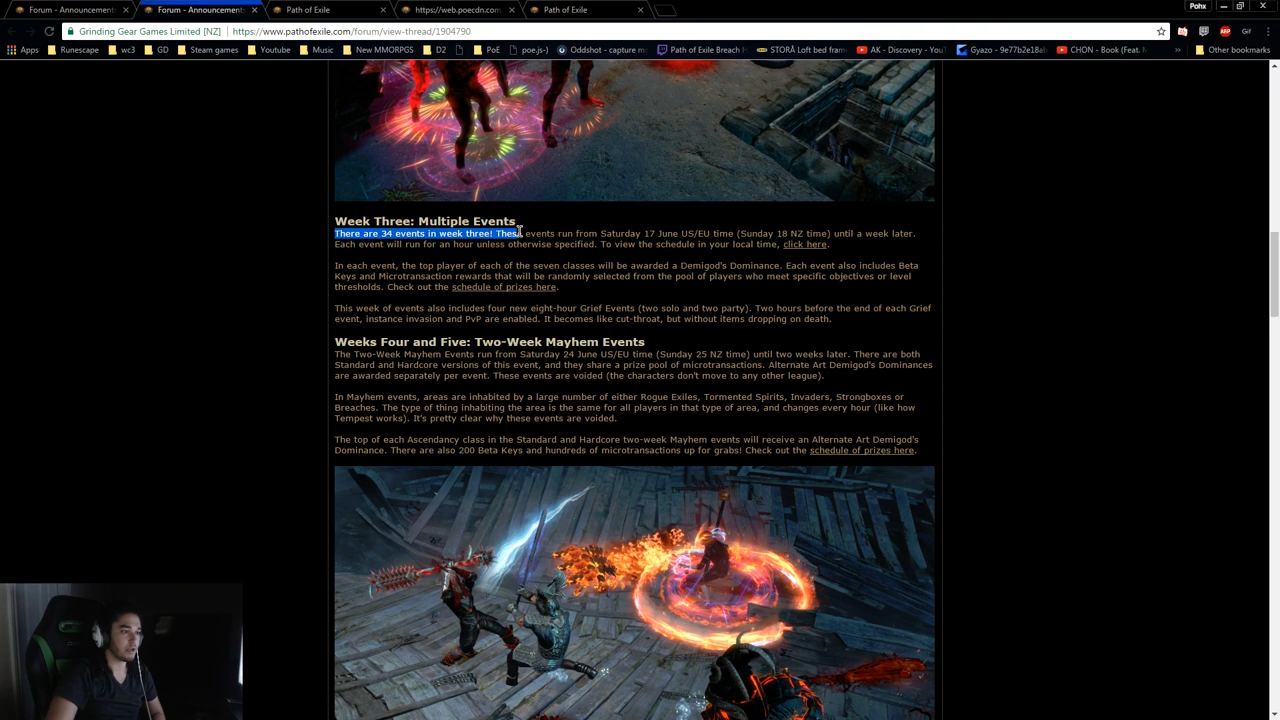 Forum - Announcements
Forum - Announcements
Path of Exile
https://web.poecdn.com
Path of Exile
Pohx
Grinding Gear Games Limited [NZ]
https://www.pathofexile.com/forum/view-thread/1904790
Apps
Runescape
wc3
GD
Steam games
Youtube
Music
New MMORPGS
D2
PoE
poe.js-)
Oddshot - capture m
Path of Exile Breach H
STORÅ Loft bed fram
AK - Discovery - You
Gyazo - 9e77b2e18ab
CHON - Book (Feat. M
Other bookmarks
Week Three: Multiple Events
There are 34 events in week three! These events run from Saturday 17 June US/EU time (Sunday 18 NZ time) until a week later.
Each event will run for an hour unless otherwise specified. To view the schedule in your local time, click here.
In each event, the top player of each of the seven classes will be awarded a Demigod's Dominance. Each event also includes Beta
Keys and Microtransaction rewards that will be randomly selected from the pool of players who meet specific objectives or level
thresholds. Check out the schedule of prizes here.
This week of events also includes four new eight-hour Grief Events (two solo and two party). Two hours before the end of each Grief
event, instance invasion and PvP are enabled. It becomes like cut-throat, but without items dropping on death.
Weeks Four and Five: Two-Week Mayhem Events
The Two-Week Mayhem Events run from Saturday 24 June US/EU time (Sunday 25 NZ time) until two weeks later. There are both
Standard and Hardcore versions of this event, and they share a prize pool of microtransactions. Alternate Art Demigod's Dominances
are awarded separately per event. These events are voided (the characters don't move to any other league).
In Mayhem events, areas are inhabited by a large number of either Rogue Exiles, Tormented Spirits, Invaders, Strongboxes or
Breaches. The type of thing inhabiting the area is the same for all players in that type of area, and changes every hour (like how
Tempest works). It's pretty clear why these events are voided.
The top of each Ascendancy class in the Standard and Hardcore two-week Mayhem events will receive an Alternate Art Demigod's
Dominance. There are also 200 Beta Keys and hundreds of microtransactions up for grabs! Check out the schedule of prizes here.